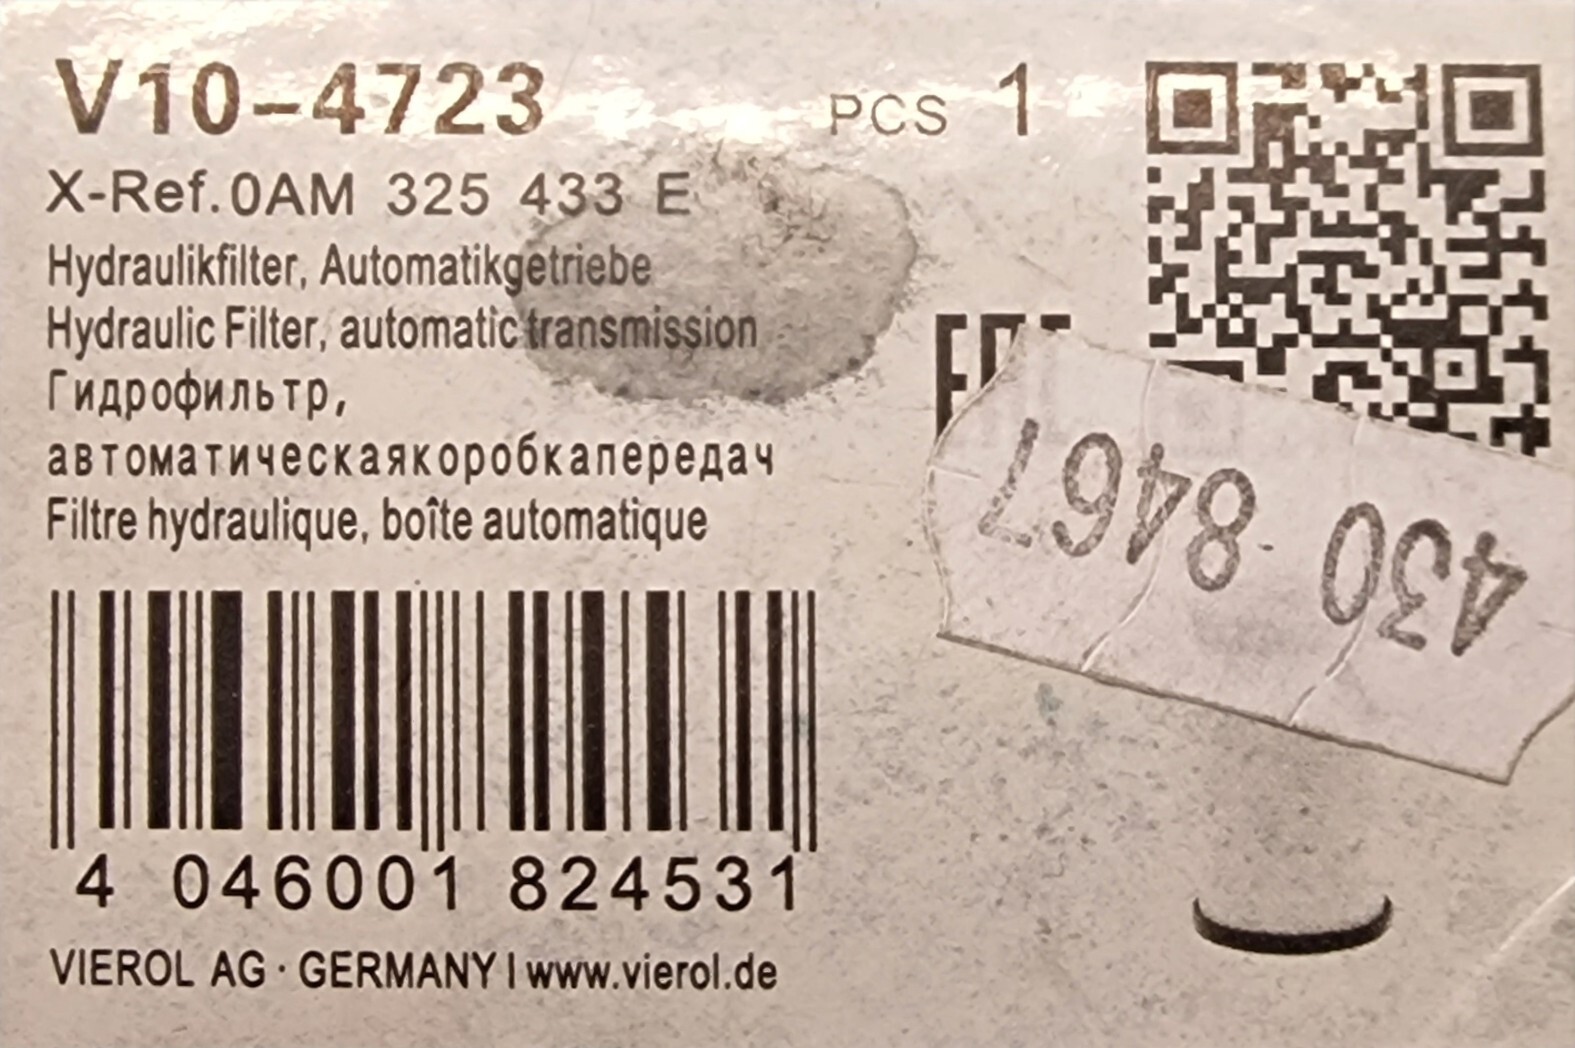 V10-4723
PCS 1
X-Ref. 0AM 325 433 E
Hydraulikfilter, Automatikgetriebe
Hydraulic Filter, automatic transmission
Гидрофильтр,
автоматическаякоробкапередач
Filtre hydraulique, boîte automatique
430 8467
4 046001 824531
VIEROL AG · GERMANY | www.vierol.de